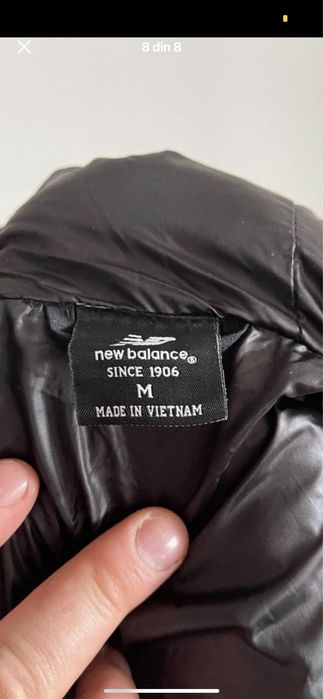 8 din 8
new balance®
SINCE 1906
M
MADE IN VIETNAM